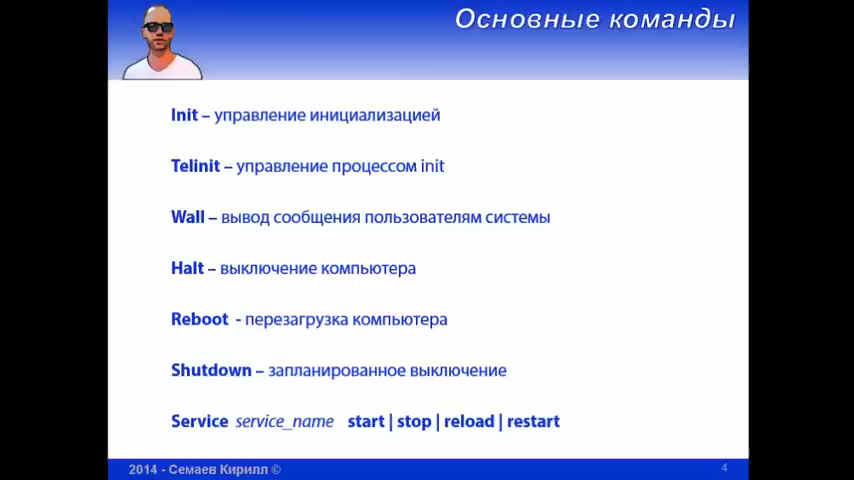 Основные команды
Init – управление инициализацией
Telinit – управление процессом init
Wall – вывод сообщения пользователям системы
Halt – выключение компьютера
Reboot - перезагрузка компьютера
Shutdown – запланированное выключение
Service service_name start | stop | reload | restart
2014 - Семаев Кирилл ©
4